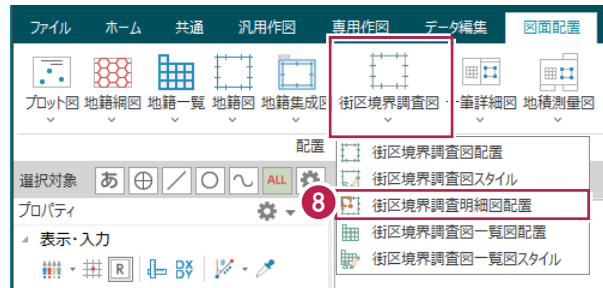 ファイル ホーム 共通 汎用作図 専用作図 データ編集 図面配置
プロット図 地籍網図 地籍一覧 地籍図 地籍集成図 街区境界調査図 一筆詳細図 地積測量図
配置
街区境界調査図配置
選択対象 あ ALL
街区境界調査図スタイル
8
街区境界調査明細図配置
プロパティ
街区境界調査図一覧図配置
表示・入力
街区境界調査図一覧図スタイル
R DX DY